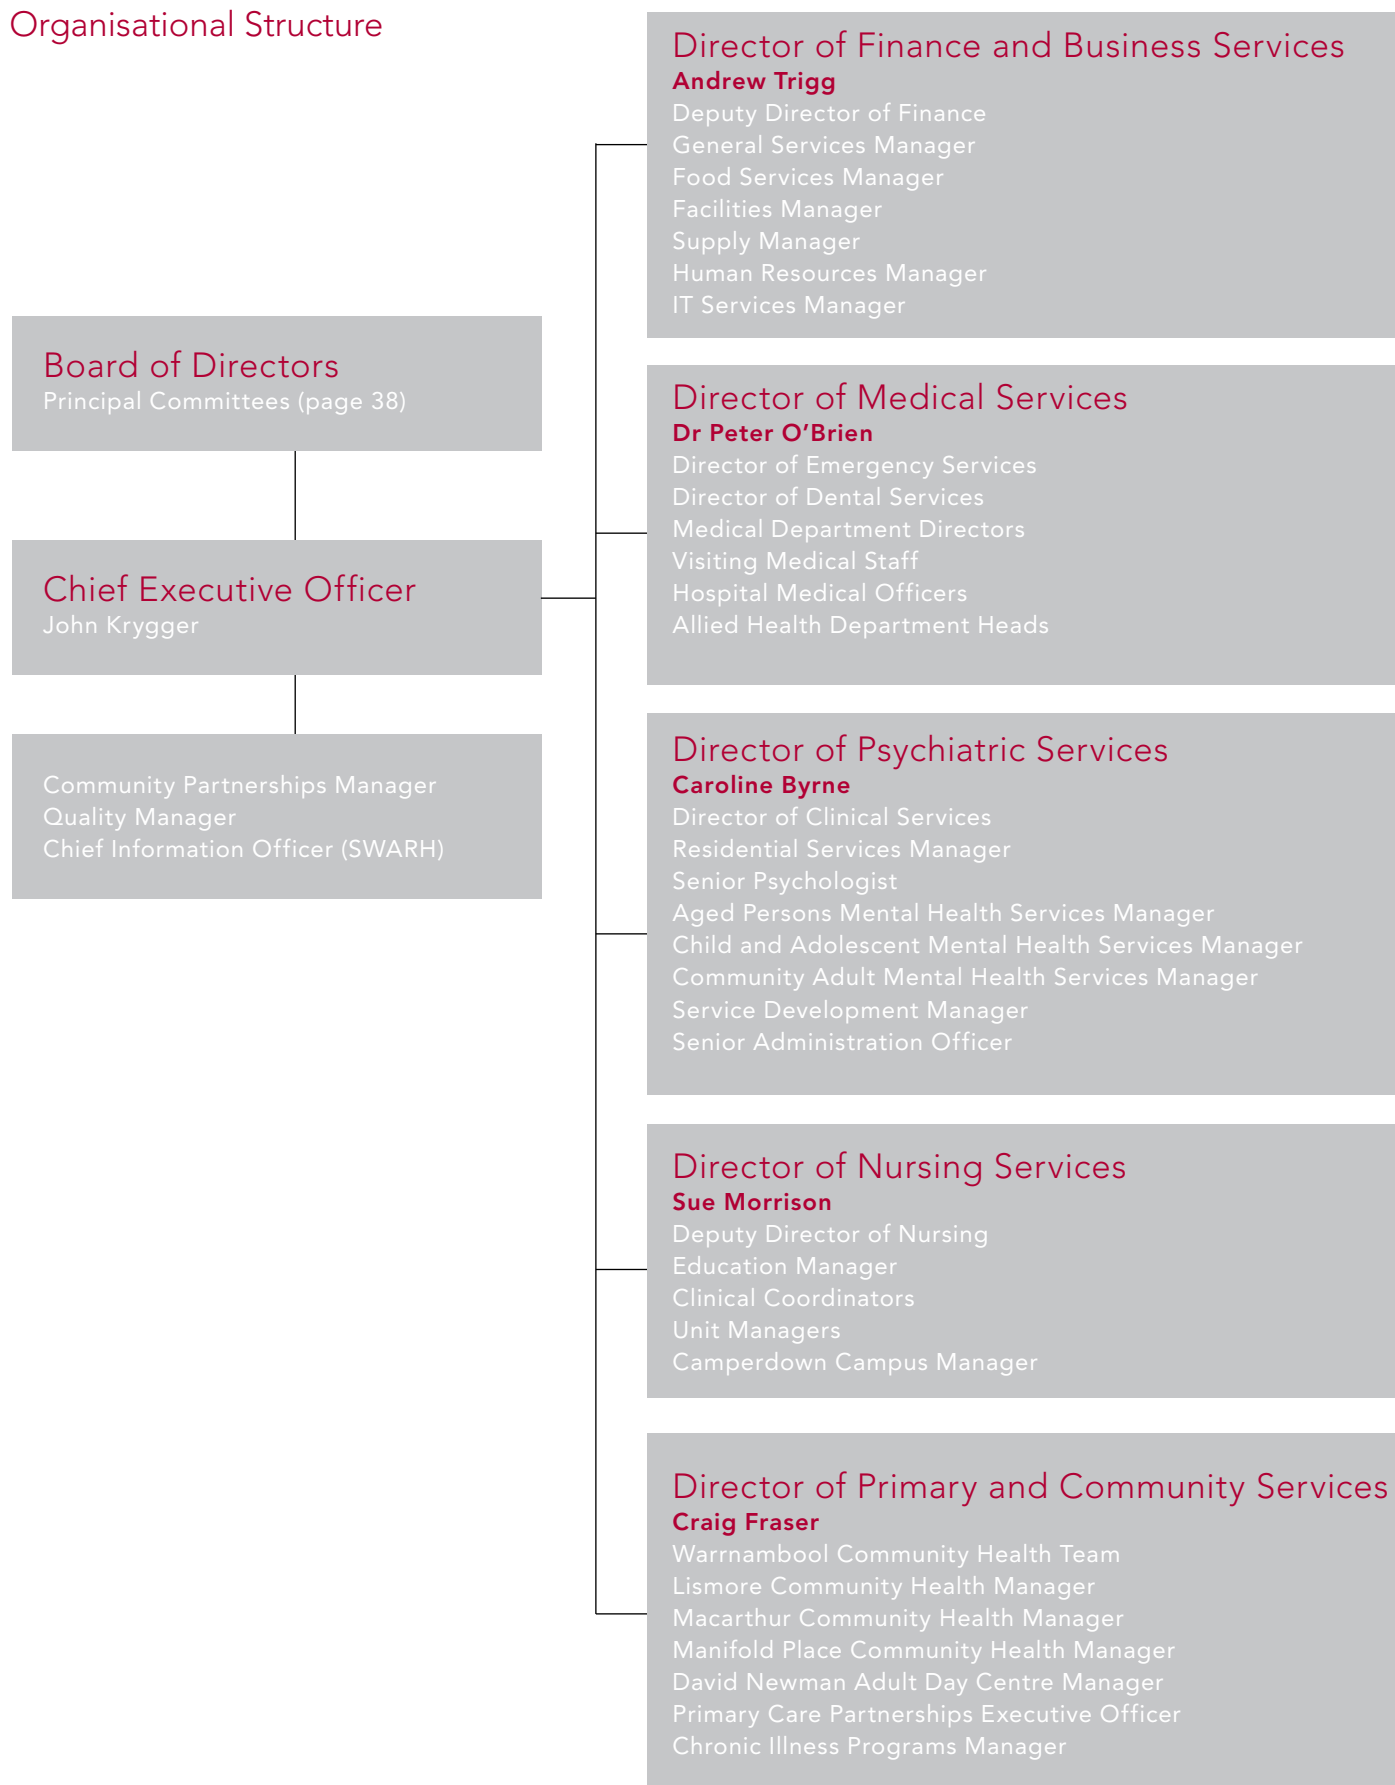 Organisational Structure
Board of Directors
Principal Committees (page 38)
Chief Executive Officer
John Krygger
Community Partnerships Manager
Quality Manager
Chief Information Officer (SWARH)
Director of Finance and Business Services
Andrew Trigg
Deputy Director of Finance
General Services Manager
Food Services Manager
Facilities Manager
Supply Manager
Human Resources Manager
IT Services Manager
Director of Medical Services
Dr Peter O’Brien
Director of Emergency Services
Director of Dental Services
Medical Department Directors
Visiting Medical Staff
Hospital Medical Officers
Allied Health Department Heads
Director of Psychiatric Services
Caroline Byrne
Director of Clinical Services
Residential Services Manager
Senior Psychologist
Aged Persons Mental Health Services Manager
Child and Adolescent Mental Health Services Manager
Community Adult Mental Health Services Manager
Service Development Manager
Senior Administration Officer
Director of Nursing Services
Sue Morrison
Deputy Director of Nursing
Education Manager
Clinical Coordinators
Unit Managers
Camperdown Campus Manager
Director of Primary and Community Services
Craig Fraser
Warrnambool Community Health Team
Lismore Community Health Manager
Macarthur Community Health Manager
Manifold Place Community Health Manager
David Newman Adult Day Centre Manager
Primary Care Partnerships Executive Officer
Chronic Illness Programs Manager